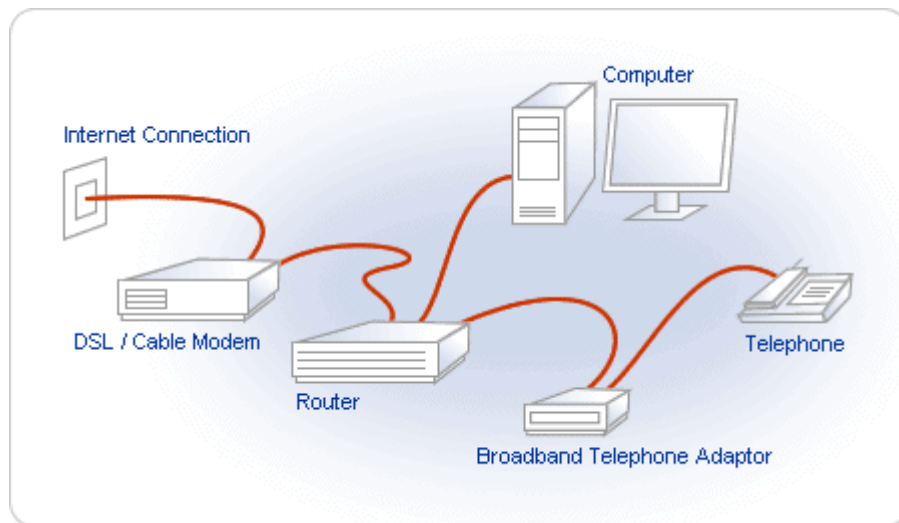 Computer
Internet Connection
DSL / Cable Modem
Telephone
Router
Broadband Telephone Adaptor